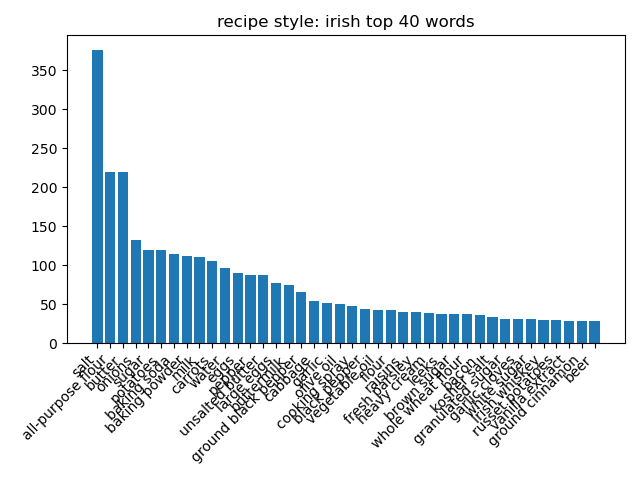 recipe style: irish top 40 words
350
300
250
200
150
100
50
0
salt
all-purpose flour
butter
onions
sugar
potatoes
baking soda
baking powder
milk
carrots
water
eggs
pepper
unsalted butter
large eggs
buttermilk
ground black pepper
cabbage
garlic
olive oil
cooking spray
black pepper
vegetable oil
flour
raisins
fresh parsley
heavy cream
leeks
brown sugar
whole wheat flour
bacon
kosher salt
granulated sugar
garlic cloves
white sugar
Irish whiskey
russet potatoes
vanilla extract
ground cinnamon
beer